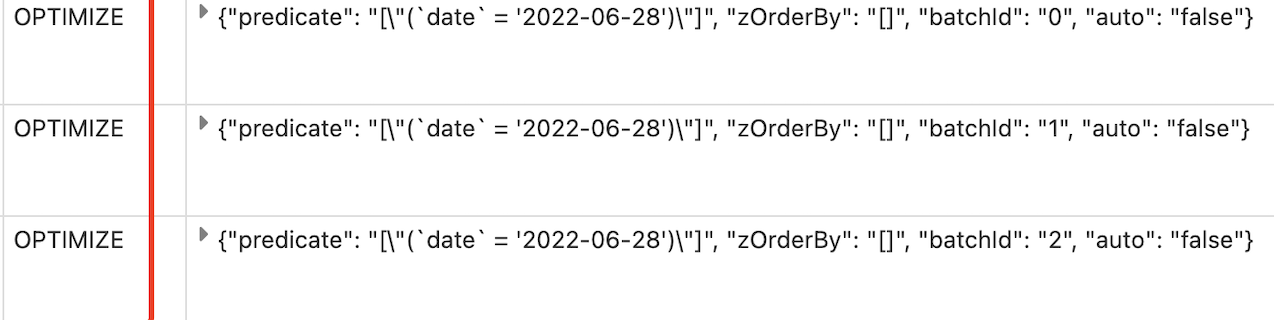 OPTIMIZE {"predicate": "[\"(`date` = '2022-06-28')\"]", "zOrderBy": "[]", "batchId": "0", "auto": "false"}
OPTIMIZE {"predicate": "[\"(`date` = '2022-06-28')\"]", "zOrderBy": "[]", "batchId": "1", "auto": "false"}
OPTIMIZE {"predicate": "[\"(`date` = '2022-06-28')\"]", "zOrderBy": "[]", "batchId": "2", "auto": "false"}